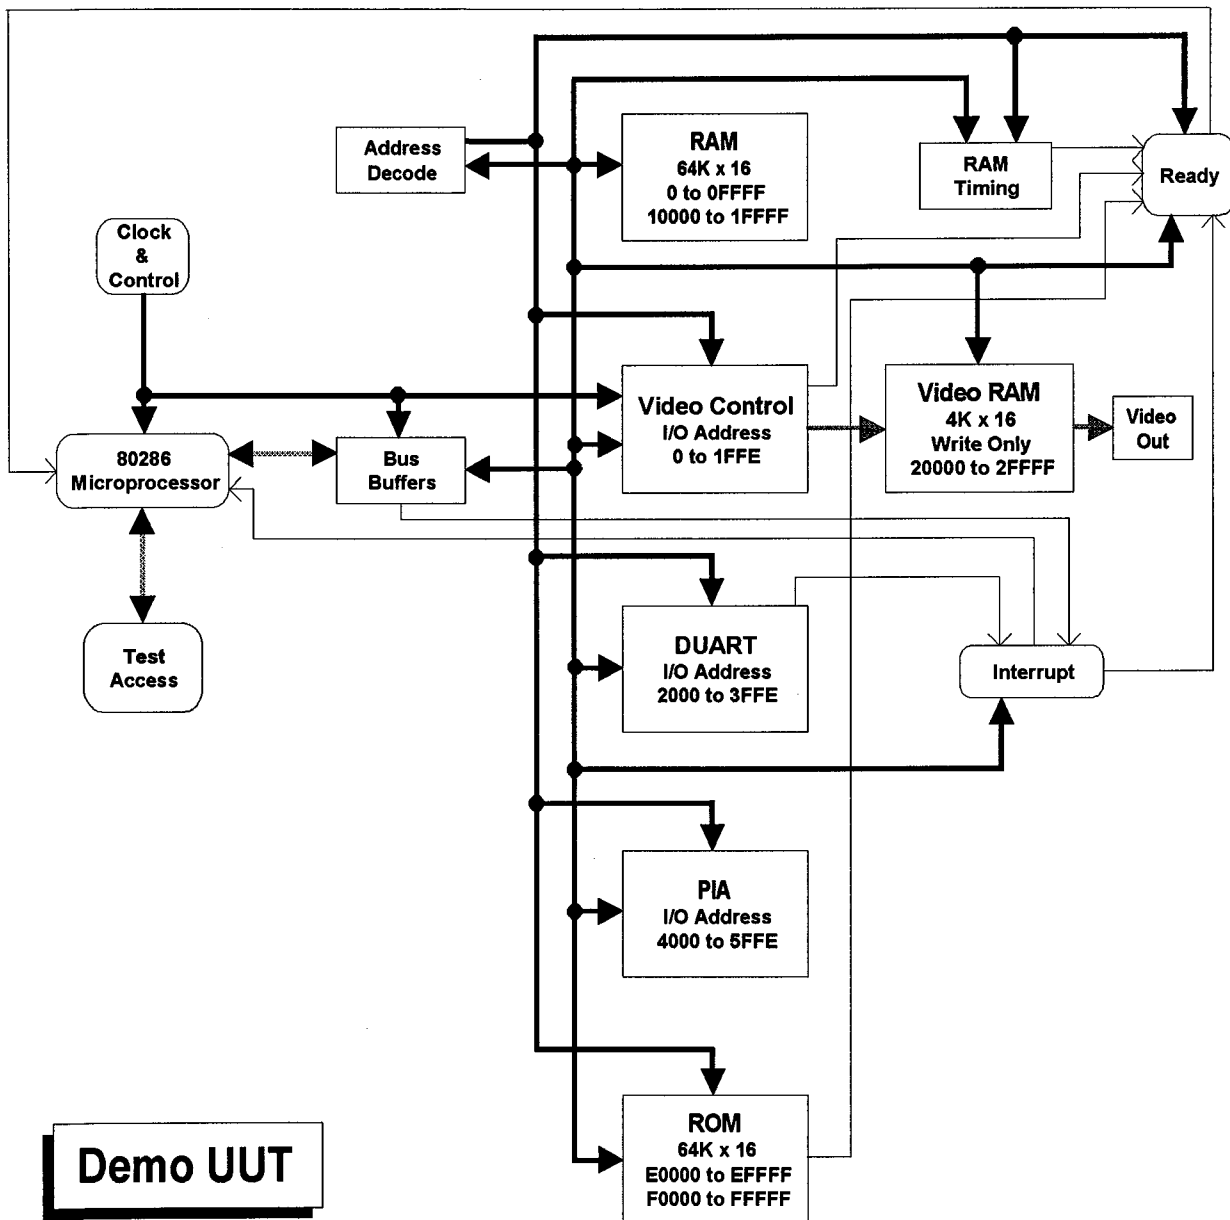 Address
Decode
RAM
64K x 16
0 to 0FFFF
10000 to 1FFFF
RAM
Timing
Ready
Clock
&
Control
Video Control
I/O Address
0 to 1FFE
Video RAM
4K x 16
Write Only
20000 to 2FFFF
Video
Out
80286
Microprocessor
Bus
Buffers
Test
Access
DUART
I/O Address
2000 to 3FFE
Interrupt
PIA
I/O Address
4000 to 5FFE
ROM
64K x 16
E0000 to EFFFF
F0000 to FFFFF
Demo UUT